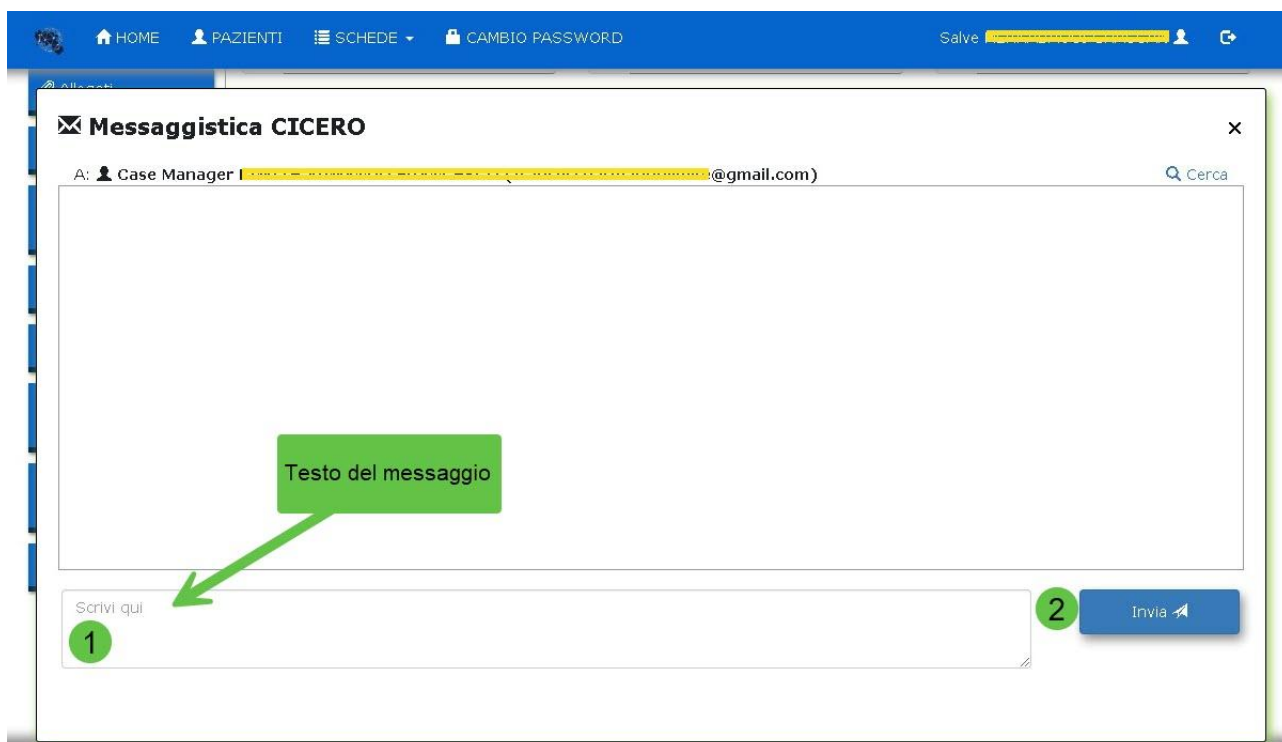 HOME PAZIENTI SCHEDE CAMBIO PASSWORD Salve
Allegati
Messaggistica CICERO ×
A: Case Manager @gmail.com) Cerca
Testo del messaggio
Scrivi qui
1
2 Invia